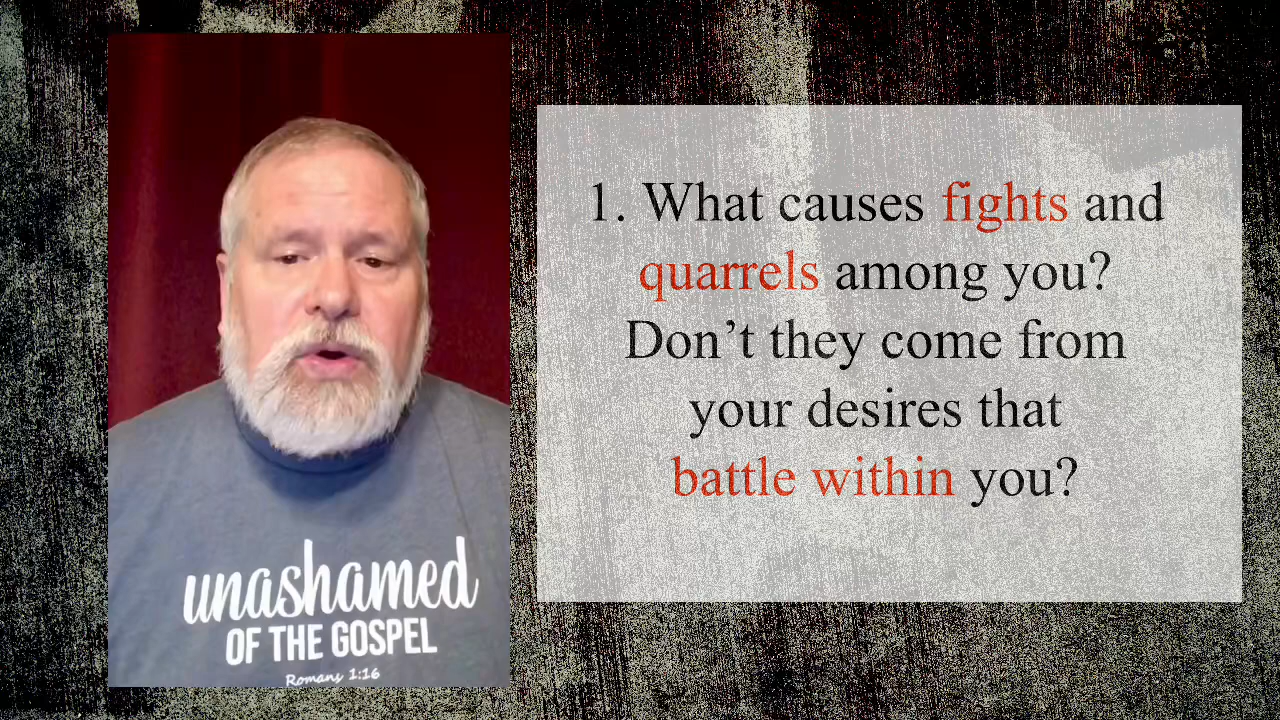 1. What causes fights and
quarrels among you?
Don’t they come from
your desires that
battle within you?
unashamed
OF THE GOSPEL
Romans 1:16